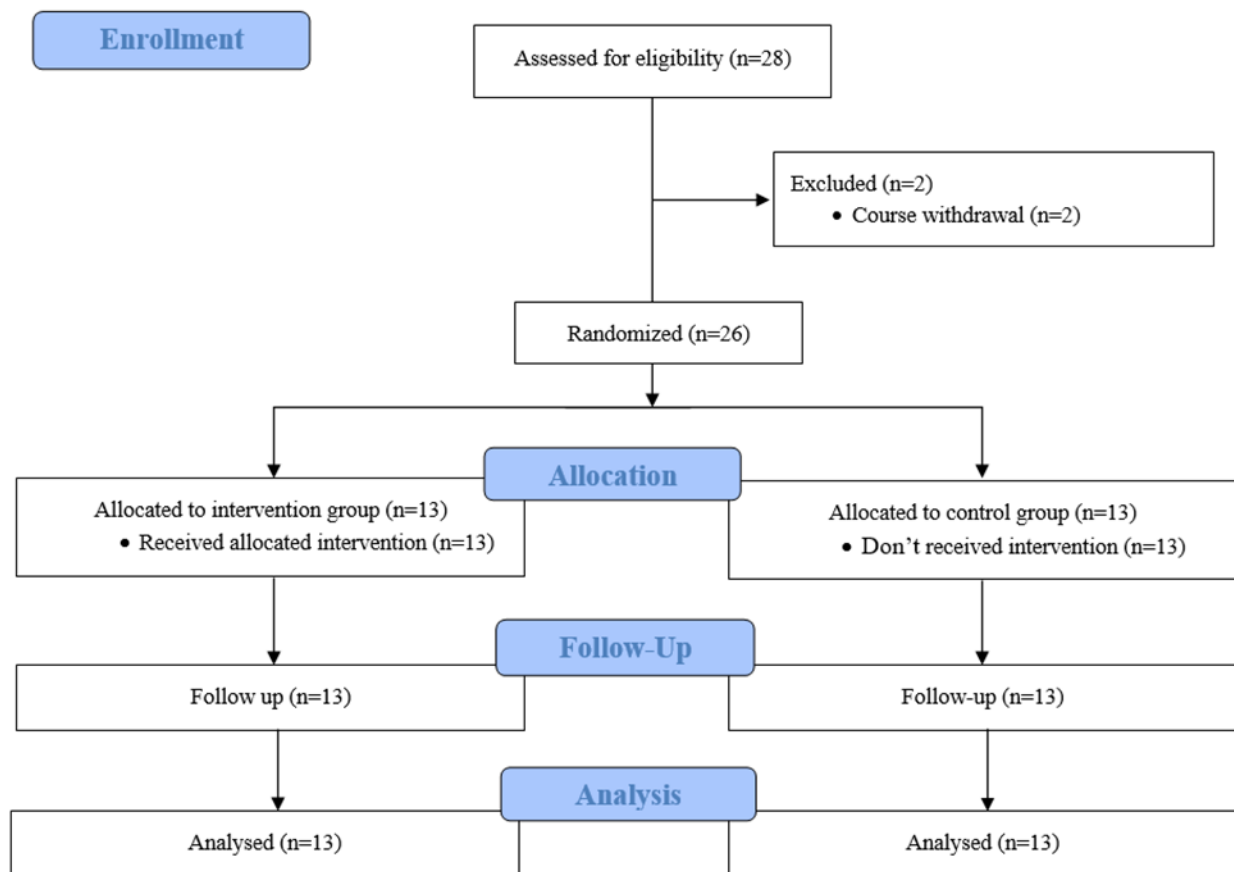 Enrollment
Assessed for eligibility (n=28)
Excluded (n=2)
• Course withdrawal (n=2)
Randomized (n=26)
Allocation
Allocated to intervention group (n=13)
• Received allocated intervention (n=13)
Allocated to control group (n=13)
• Don't received intervention (n=13)
Follow-Up
Follow up (n=13)
Follow-up (n=13)
Analysis
Analysed (n=13)
Analysed (n=13)